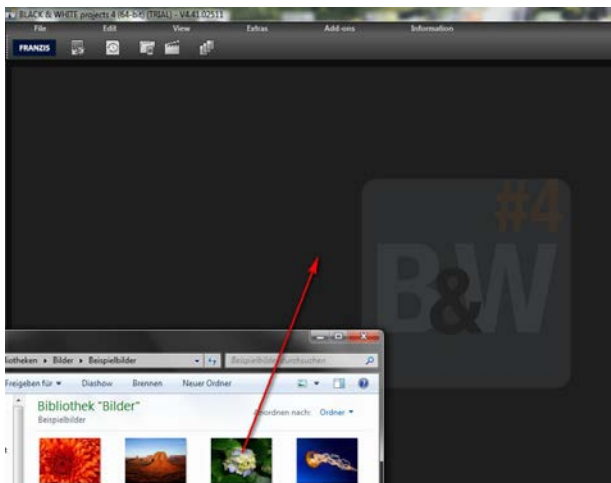 BLACK & WHITE projects 4 (64-bit) (TRIAL) - V4.41.02511
File Edit View Extras Add-ons Information
FRANZIS
#4
B&W
liotheken ▸ Bilder ▸ Beispielbilder
Beispielbilder durchsuchen
Freigeben für Diashow Brennen Neuer Ordner
Bibliothek "Bilder"
Anordnen nach: Ordner
Beispielbilder